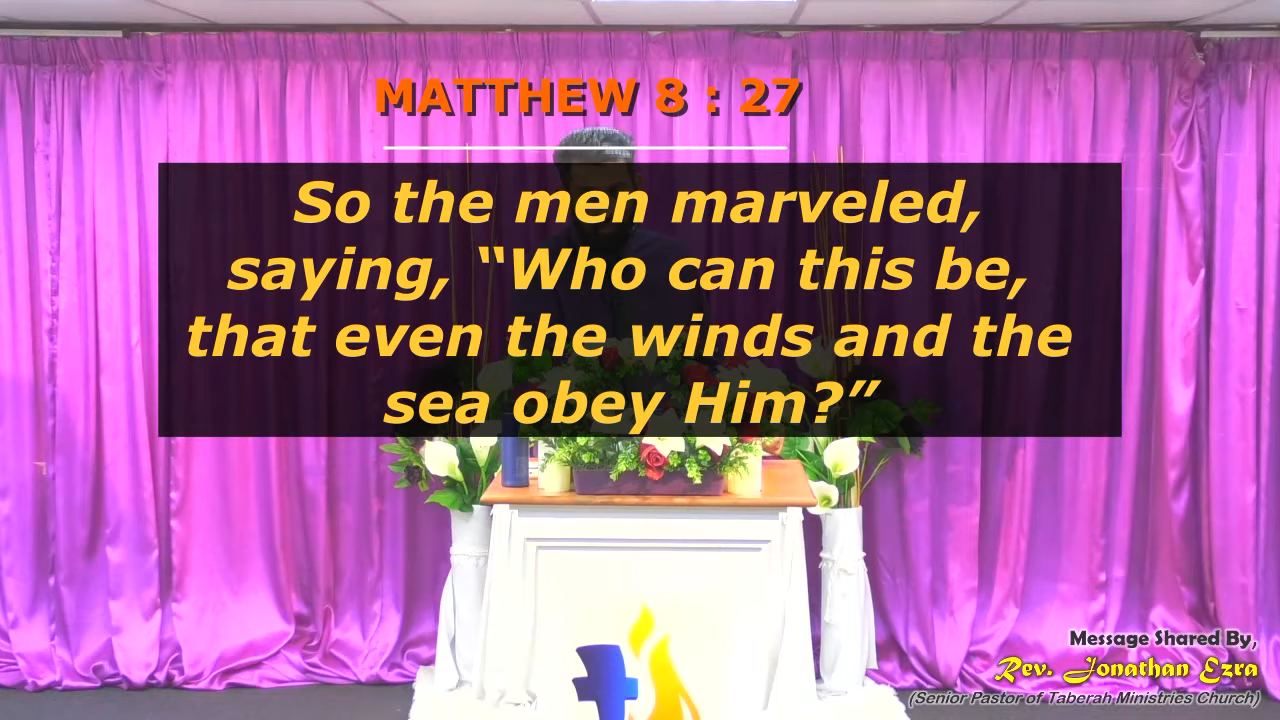 MATTHEW 8 : 27
So the men marveled,
saying, “Who can this be,
that even the winds and the
sea obey Him?”
Message Shared By,
Rev. Jonathan Ezra
(Senior Pastor of Taberah Ministries Church)